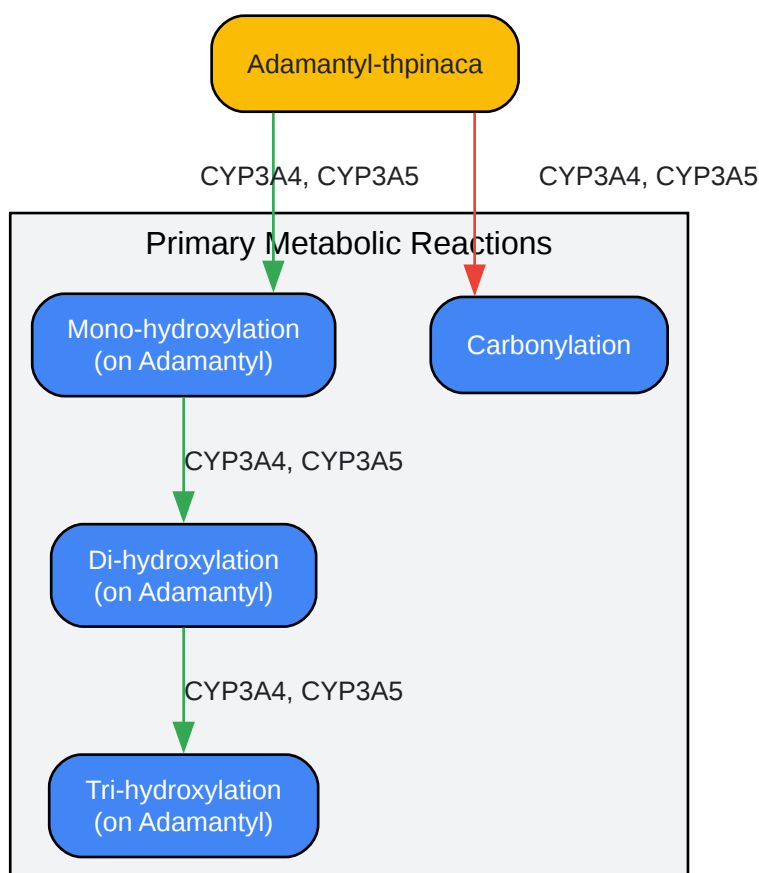 Adamantyl-thpinaca
CYP3A4, CYP3A5
CYP3A4, CYP3A5
Primary Metabolic Reactions
Mono-hydroxylation
(on Adamantyl)
Carbonylation
CYP3A4, CYP3A5
Di-hydroxylation
(on Adamantyl)
CYP3A4, CYP3A5
Tri-hydroxylation
(on Adamantyl)